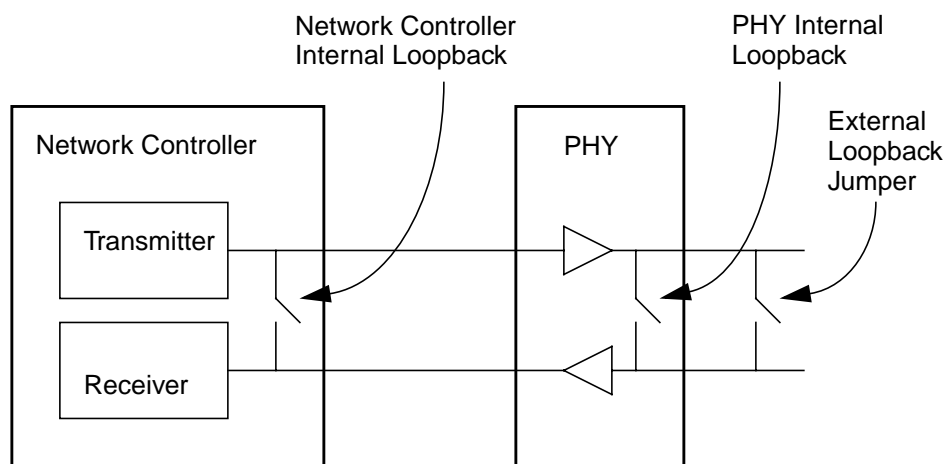 Network Controller
Internal Loopback
PHY Internal
Loopback
External
Loopback
Jumper
Network Controller
PHY
Transmitter
Receiver